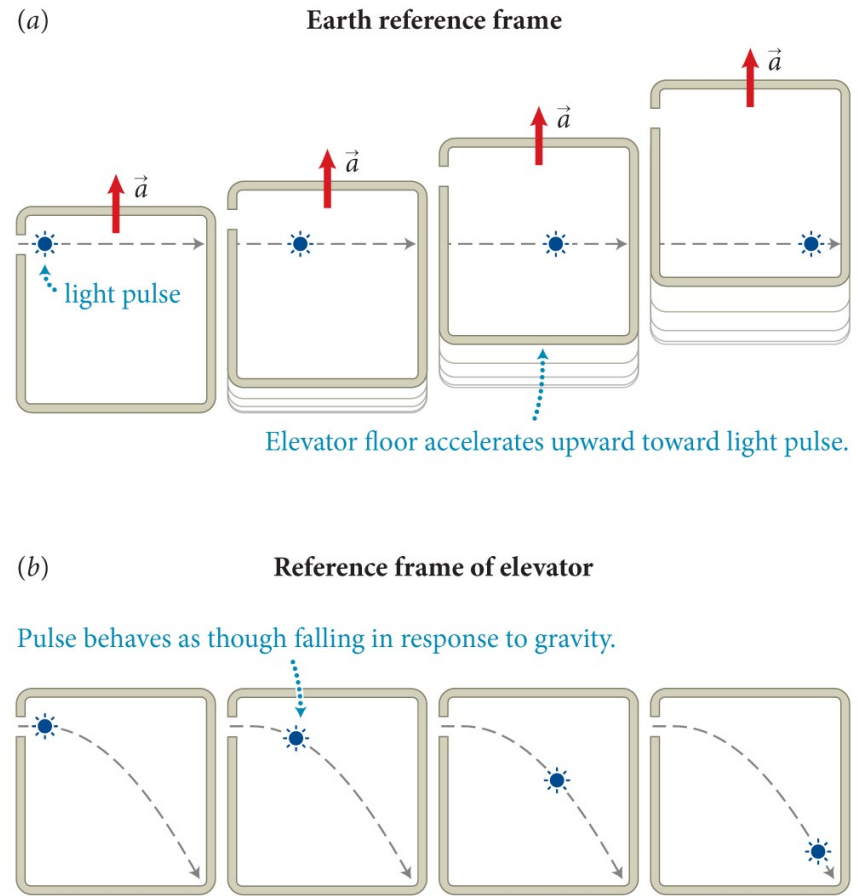 (a) Earth reference frame
a⃗
a⃗
a⃗
a⃗
light pulse
Elevator floor accelerates upward toward light pulse.
(b) Reference frame of elevator
Pulse behaves as though falling in response to gravity.